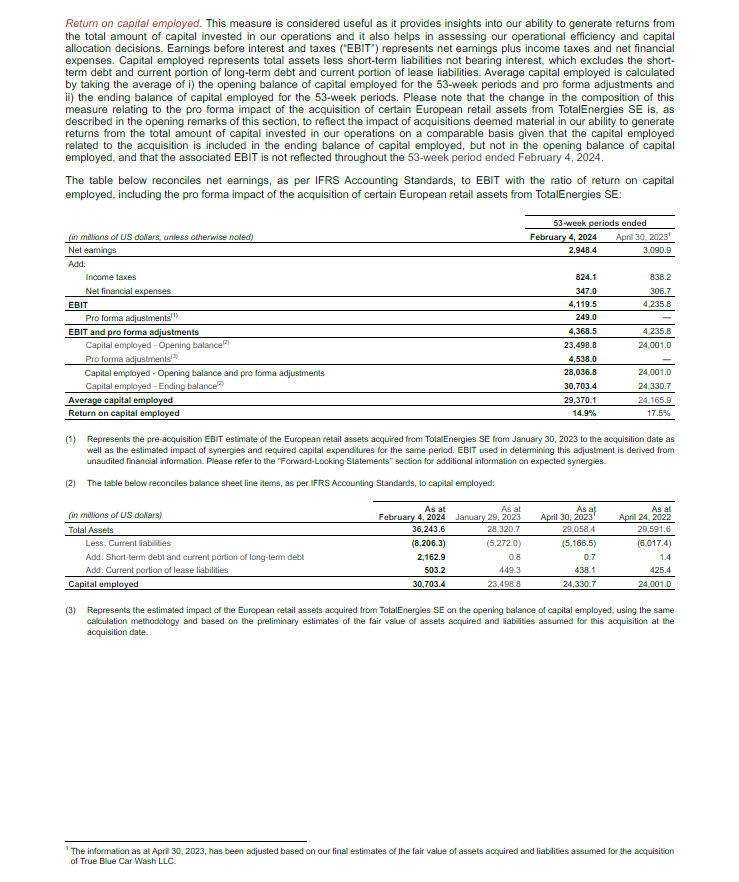 Return on capital employed. This measure is considered useful as it provides insights into our ability to generate returns from
the total amount of capital invested in our operations and it also helps in assessing our operational efficiency and capital
allocation decisions. Earnings before interest and taxes (“EBIT”) represents net earnings plus income taxes and net financial
expenses. Capital employed represents total assets less short-term liabilities not bearing interest, which excludes the short-
term debt and current portion of long-term debt and current portion of lease liabilities. Average capital employed is calculated
by taking the average of i) the opening balance of capital employed for the 53-week periods and pro forma adjustments and
ii) the ending balance of capital employed for the 53-week periods. Please note that the change in the composition of this
measure relating to the pro forma impact of the acquisition of certain European retail assets from TotalEnergies SE is, as
described in the opening remarks of this section, to reflect the impact of acquisitions deemed material in our ability to generate
returns from the total amount of capital invested in our operations on a comparable basis given that the capital employed
related to the acquisition is included in the ending balance of capital employed, but not in the opening balance of capital
employed, and that the associated EBIT is not reflected throughout the 53-week period ended February 4, 2024.
The table below reconciles net earnings, as per IFRS Accounting Standards, to EBIT with the ratio of return on capital
employed, including the pro forma impact of the acquisition of certain European retail assets from TotalEnergies SE:
53-week periods ended
(in millions of US dollars, unless otherwise noted) February 4, 2024 April 30, 2023¹
Net earnings 2,948.4 3,090.9
Add:
Income taxes 824.1 838.2
Net financial expenses 347.0 306.7
EBIT 4,119.5 4,235.8
Pro forma adjustments(1) 249.0 —
EBIT and pro forma adjustments 4,368.5 4,235.8
Capital employed - Opening balance(2) 23,498.8 24,001.0
Pro forma adjustments(3) 4,538.0 —
Capital employed - Opening balance and pro forma adjustments 28,036.8 24,001.0
Capital employed - Ending balance(2) 30,703.4 24,330.7
Average capital employed 29,370.1 24,165.9
Return on capital employed 14.9% 17.5%
(1) Represents the pre-acquisition EBIT estimate of the European retail assets acquired from TotalEnergies SE from January 30, 2023 to the acquisition date as
well as the estimated impact of synergies and required capital expenditures for the same period. EBIT used in determining this adjustment is derived from
unaudited financial information. Please refer to the “Forward-Looking Statements” section for additional information on expected synergies.
(2) The table below reconciles balance sheet line items, as per IFRS Accounting Standards, to capital employed:
As at As at As at As at
(in millions of US dollars) February 4, 2024 January 29, 2023 April 30, 2023¹ April 24, 2022
Total Assets 36,243.6 28,320.7 29,058.4 29,591.6
Less: Current liabilities (8,206.3) (5,272.0) (5,166.5) (6,017.4)
Add: Short-term debt and current portion of long-term debt 2,162.9 0.8 0.7 1.4
Add: Current portion of lease liabilities 503.2 449.3 438.1 425.4
Capital employed 30,703.4 23,498.8 24,330.7 24,001.0
(3) Represents the estimated impact of the European retail assets acquired from TotalEnergies SE on the opening balance of capital employed, using the same
calculation methodology and based on the preliminary estimates of the fair value of assets acquired and liabilities assumed for this acquisition at the
acquisition date.
¹ The information as at April 30, 2023, has been adjusted based on our final estimates of the fair value of assets acquired and liabilities assumed for the acquisition
of True Blue Car Wash LLC.